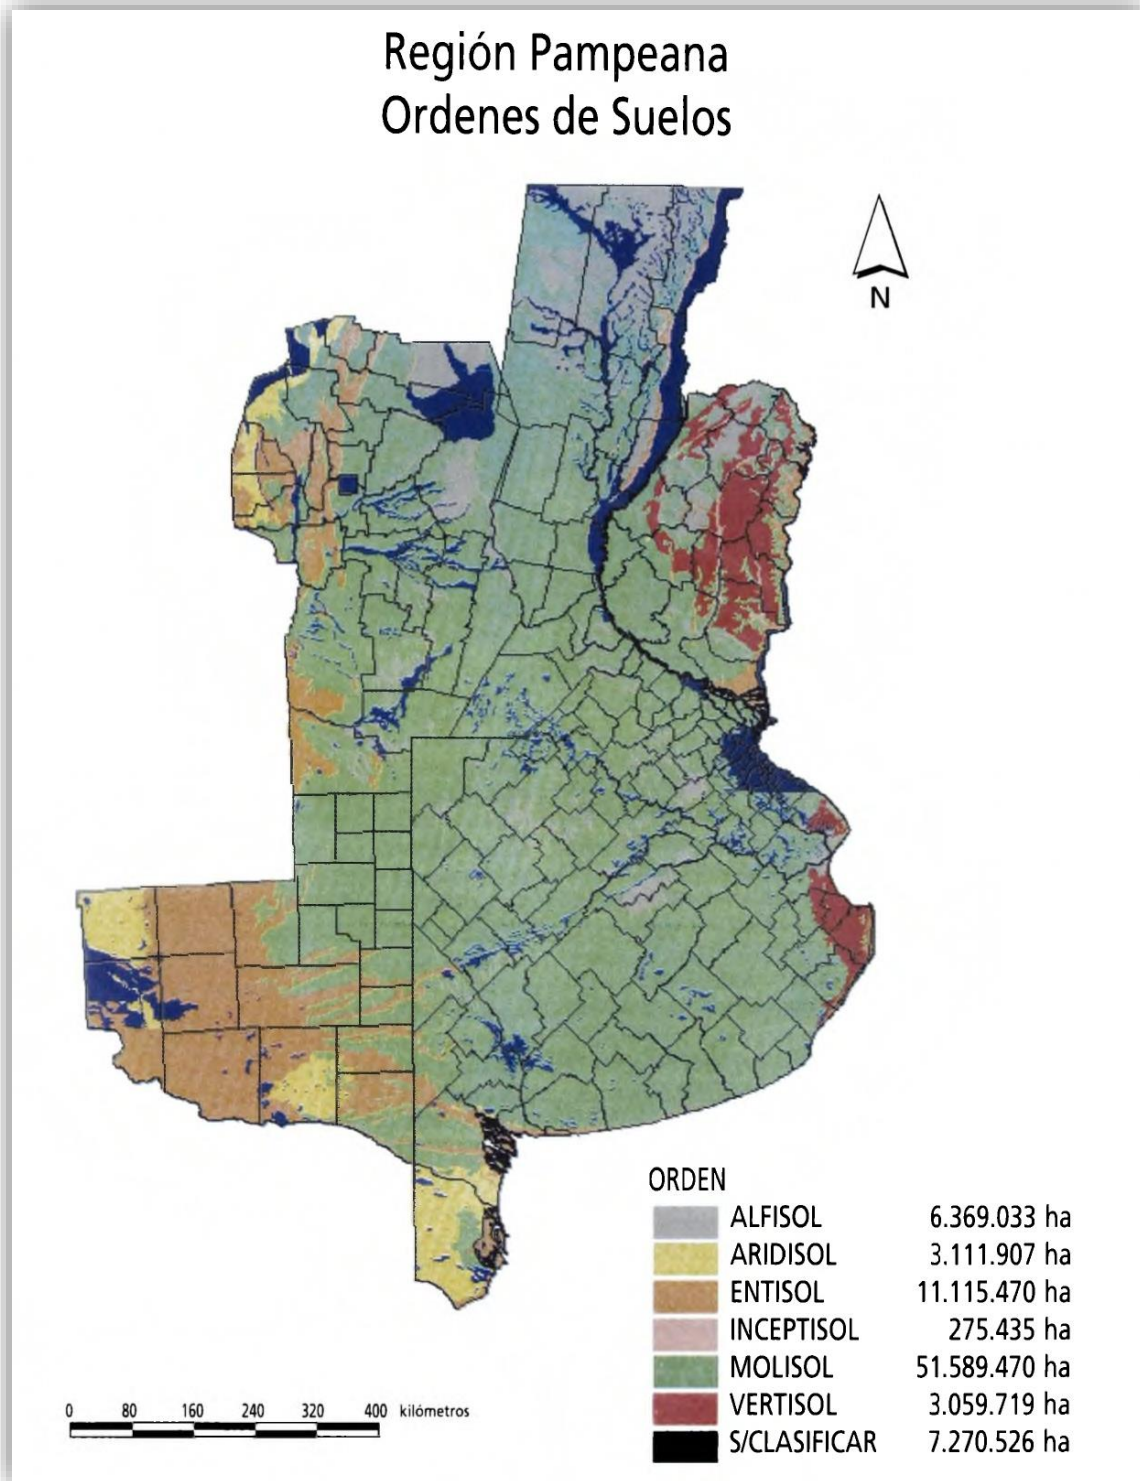 Región Pampeana
Ordenes de Suelos
N
ORDEN
ALFISOL 6.369.033 ha
ARIDISOL 3.111.907 ha
ENTISOL 11.115.470 ha
INCEPTISOL 275.435 ha
MOLISOL 51.589.470 ha
VERTISOL 3.059.719 ha
S/CLASIFICAR 7.270.526 ha
0 80 160 240 320 400 kilómetros